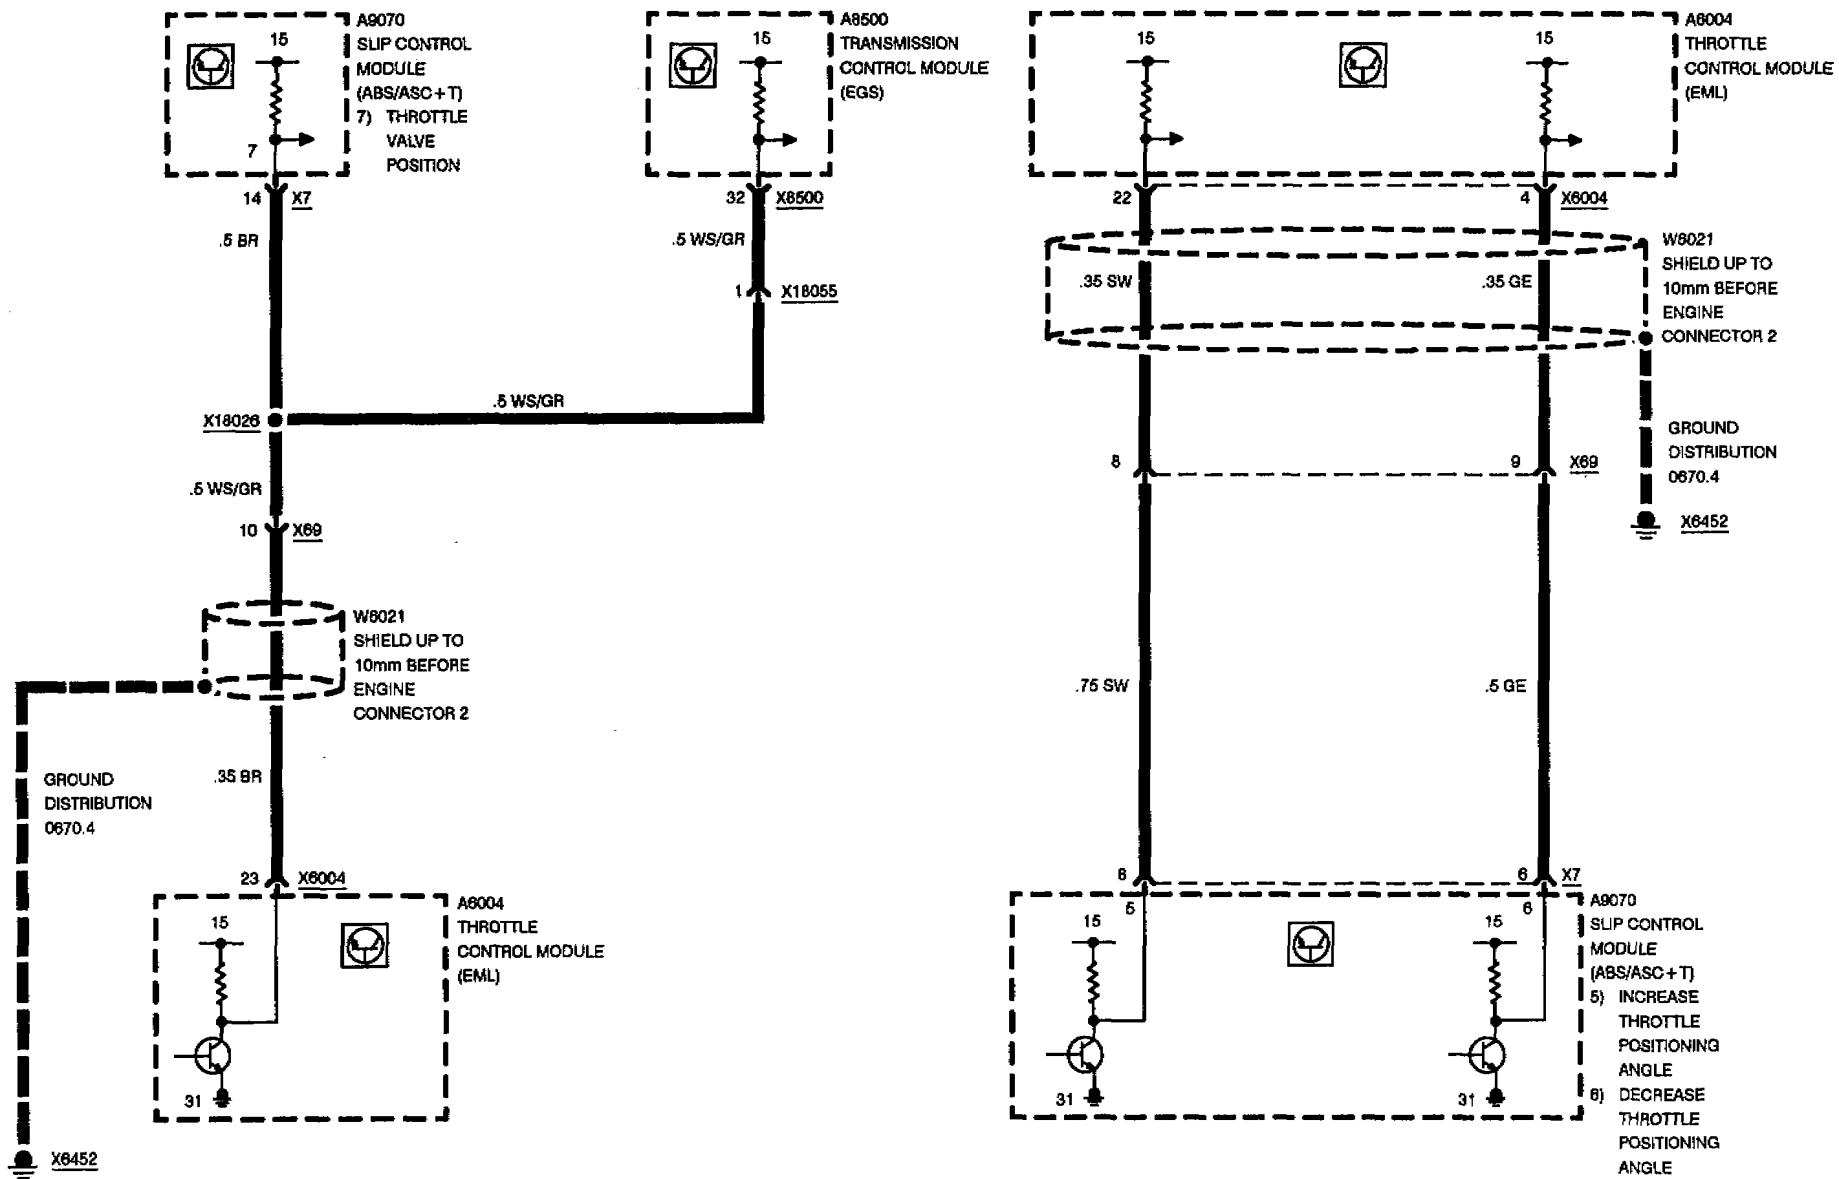 A9070
SLIP CONTROL
MODULE
(ABS/ASC+T)
7) THROTTLE
VALVE
POSITION
15
7
14
X7
.5 BR
A8500
TRANSMISSION
CONTROL MODULE
(EGS)
15
32
X8500
.5 WS/GR
1
X18055
.5 WS/GR
X18026
.5 WS/GR
10
X69
W6021
SHIELD UP TO
10mm BEFORE
ENGINE
CONNECTOR 2
.35 BR
GROUND
DISTRIBUTION
0670.4
X6452
23
X6004
A6004
THROTTLE
CONTROL MODULE
(EML)
15
31
A6004
THROTTLE
CONTROL MODULE
(EML)
15
15
22
4
X6004
.35 SW
.35 GE
W6021
SHIELD UP TO
10mm BEFORE
ENGINE
CONNECTOR 2
GROUND
DISTRIBUTION
0670.4
X6452
8
9
X69
.75 SW
.5 GE
6
X7
5
6
A9070
SLIP CONTROL
MODULE
(ABS/ASC+T)
5) INCREASE
THROTTLE
POSITIONING
ANGLE
6) DECREASE
THROTTLE
POSITIONING
ANGLE
15
15
31
31